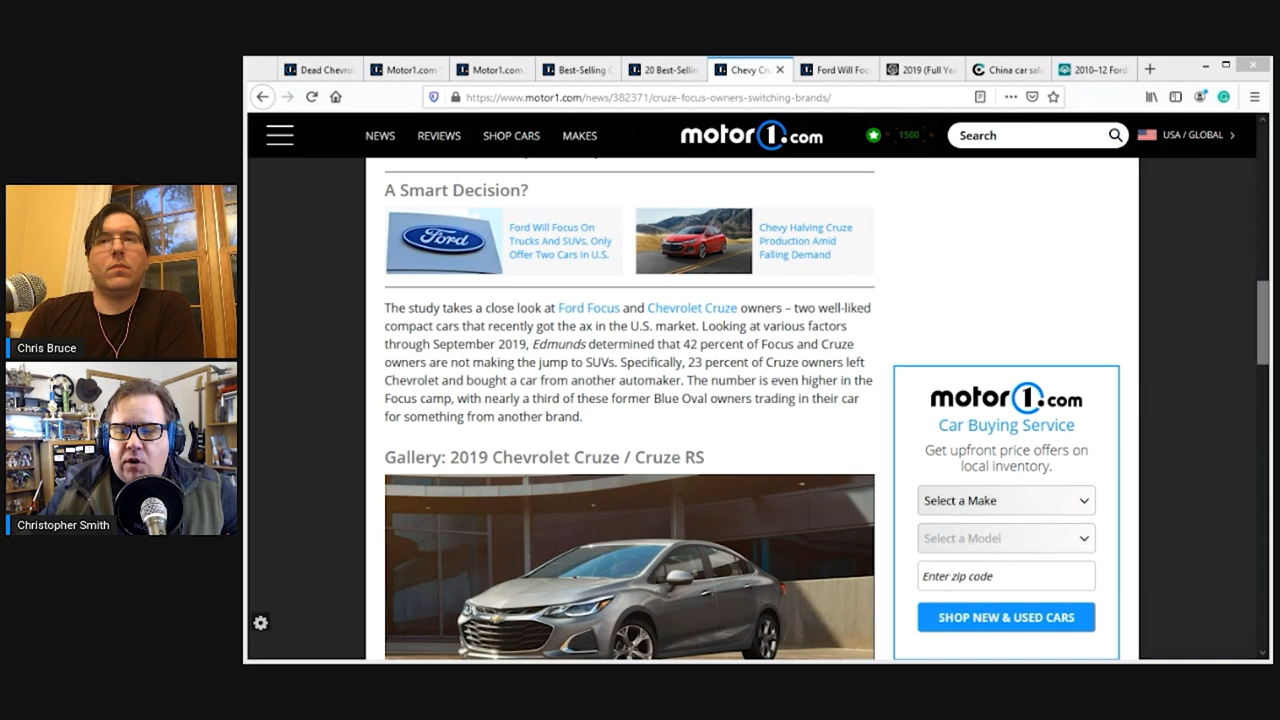 Dead Chevrol
Motor1.com
Motor1.com
Best-Selling C
20 Best-Sellin
Chevy Cr
Ford Will Foc
2019 (Full Yea
China car sale
2010–12 Ford
https://www.motor1.com/news/382371/cruze-focus-owners-switching-brands/
NEWS REVIEWS SHOP CARS MAKES
motor1.com
1500
Search
USA / GLOBAL
A Smart Decision?
Ford
Ford Will Focus On
Trucks And SUVs, Only
Offer Two Cars In U.S.
Chevy Halving Cruze
Production Amid
Falling Demand
The study takes a close look at Ford Focus and Chevrolet Cruze owners – two well-liked
compact cars that recently got the ax in the U.S. market. Looking at various factors
through September 2019, Edmunds determined that 42 percent of Focus and Cruze
owners are not making the jump to SUVs. Specifically, 23 percent of Cruze owners left
Chevrolet and bought a car from another automaker. The number is even higher in the
Focus camp, with nearly a third of these former Blue Oval owners trading in their car
for something from another brand.
Gallery: 2019 Chevrolet Cruze / Cruze RS
motor1.com
Car Buying Service
Get upfront price offers on
local inventory.
Select a Make
Select a Model
Enter zip code
SHOP NEW & USED CARS
Chris Bruce
Christopher Smith